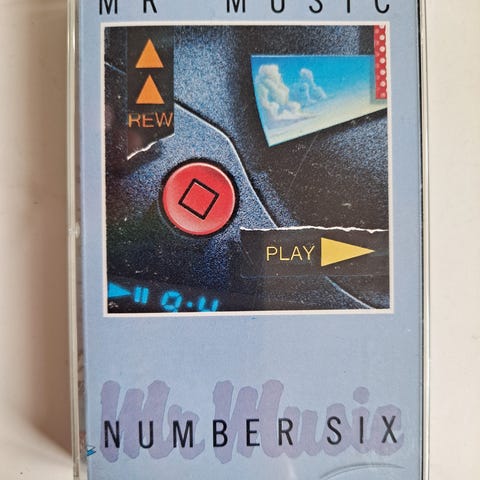 MR MUSIC
REW
PLAY
Mr Music
NUMBER SIX